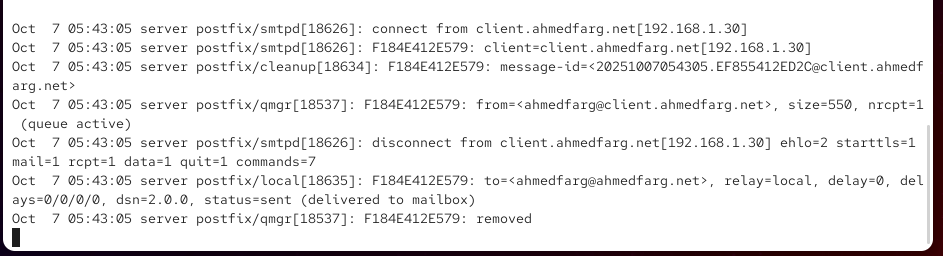 Oct  7 05:43:05 server postfix/smtpd[18626]: connect from client.ahmedfarg.net[192.168.1.30]
Oct  7 05:43:05 server postfix/smtpd[18626]: F184E412E579: client=client.ahmedfarg.net[192.168.1.30]
Oct  7 05:43:05 server postfix/cleanup[18634]: F184E412E579: message-id=<20251007054305.EF855412ED2C@client.ahmedf
arg.net>
Oct  7 05:43:05 server postfix/qmgr[18537]: F184E412E579: from=<ahmedfarg@client.ahmedfarg.net>, size=550, nrcpt=1
 (queue active)
Oct  7 05:43:05 server postfix/smtpd[18626]: disconnect from client.ahmedfarg.net[192.168.1.30] ehlo=2 starttls=1
mail=1 rcpt=1 data=1 quit=1 commands=7
Oct  7 05:43:05 server postfix/local[18635]: F184E412E579: to=<ahmedfarg@ahmedfarg.net>, relay=local, delay=0, del
ays=0/0/0/0, dsn=2.0.0, status=sent (delivered to mailbox)
Oct  7 05:43:05 server postfix/qmgr[18537]: F184E412E579: removed